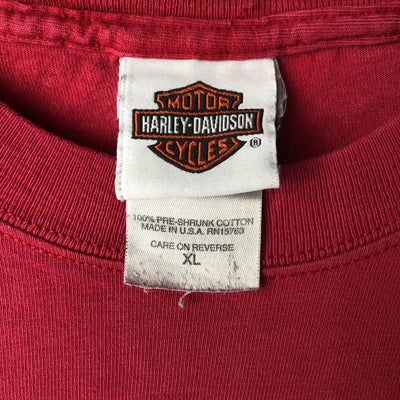 MOTOR
HARLEY-DAVIDSON
CYCLES
®
100% PRE-SHRUNK COTTON
MADE IN U.S.A. RN15763
CARE ON REVERSE
XL